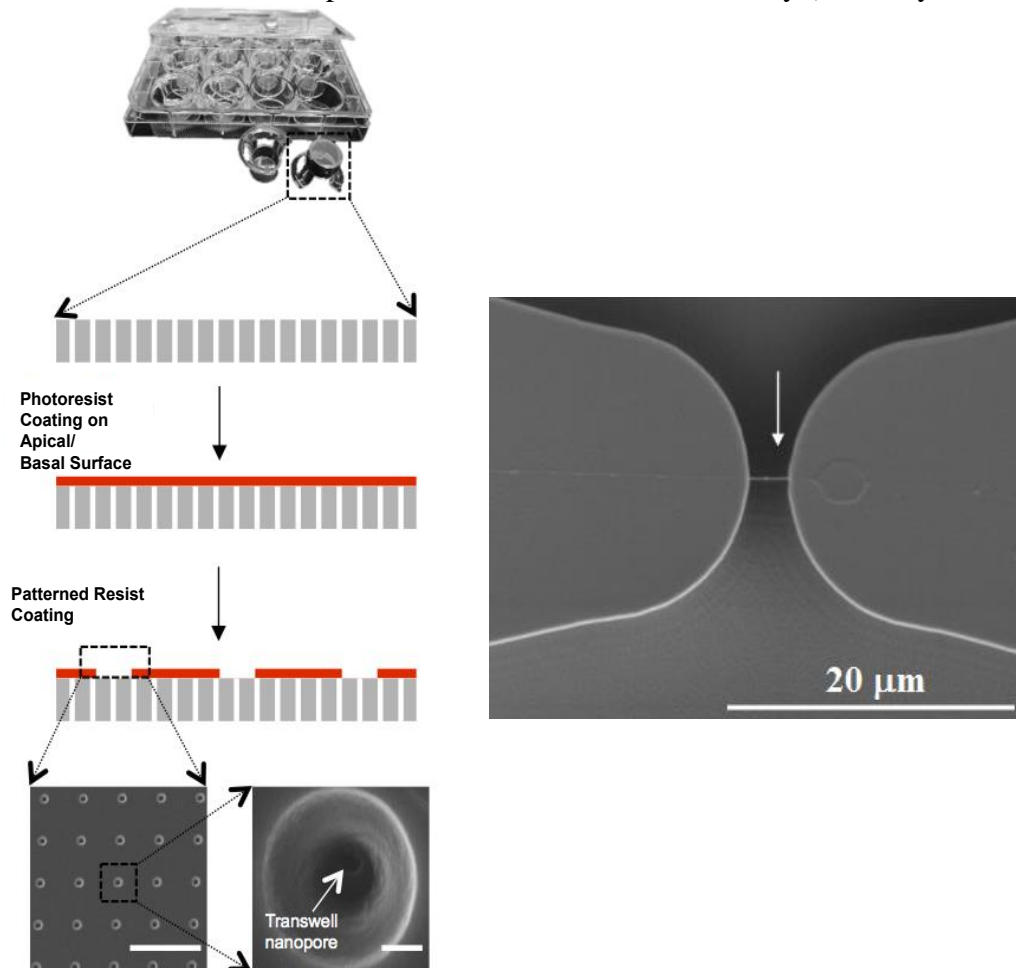 Photoresist
Coating on
Apical/
Basal Surface
Patterned Resist
Coating
Transwell
nanopore
20 μm